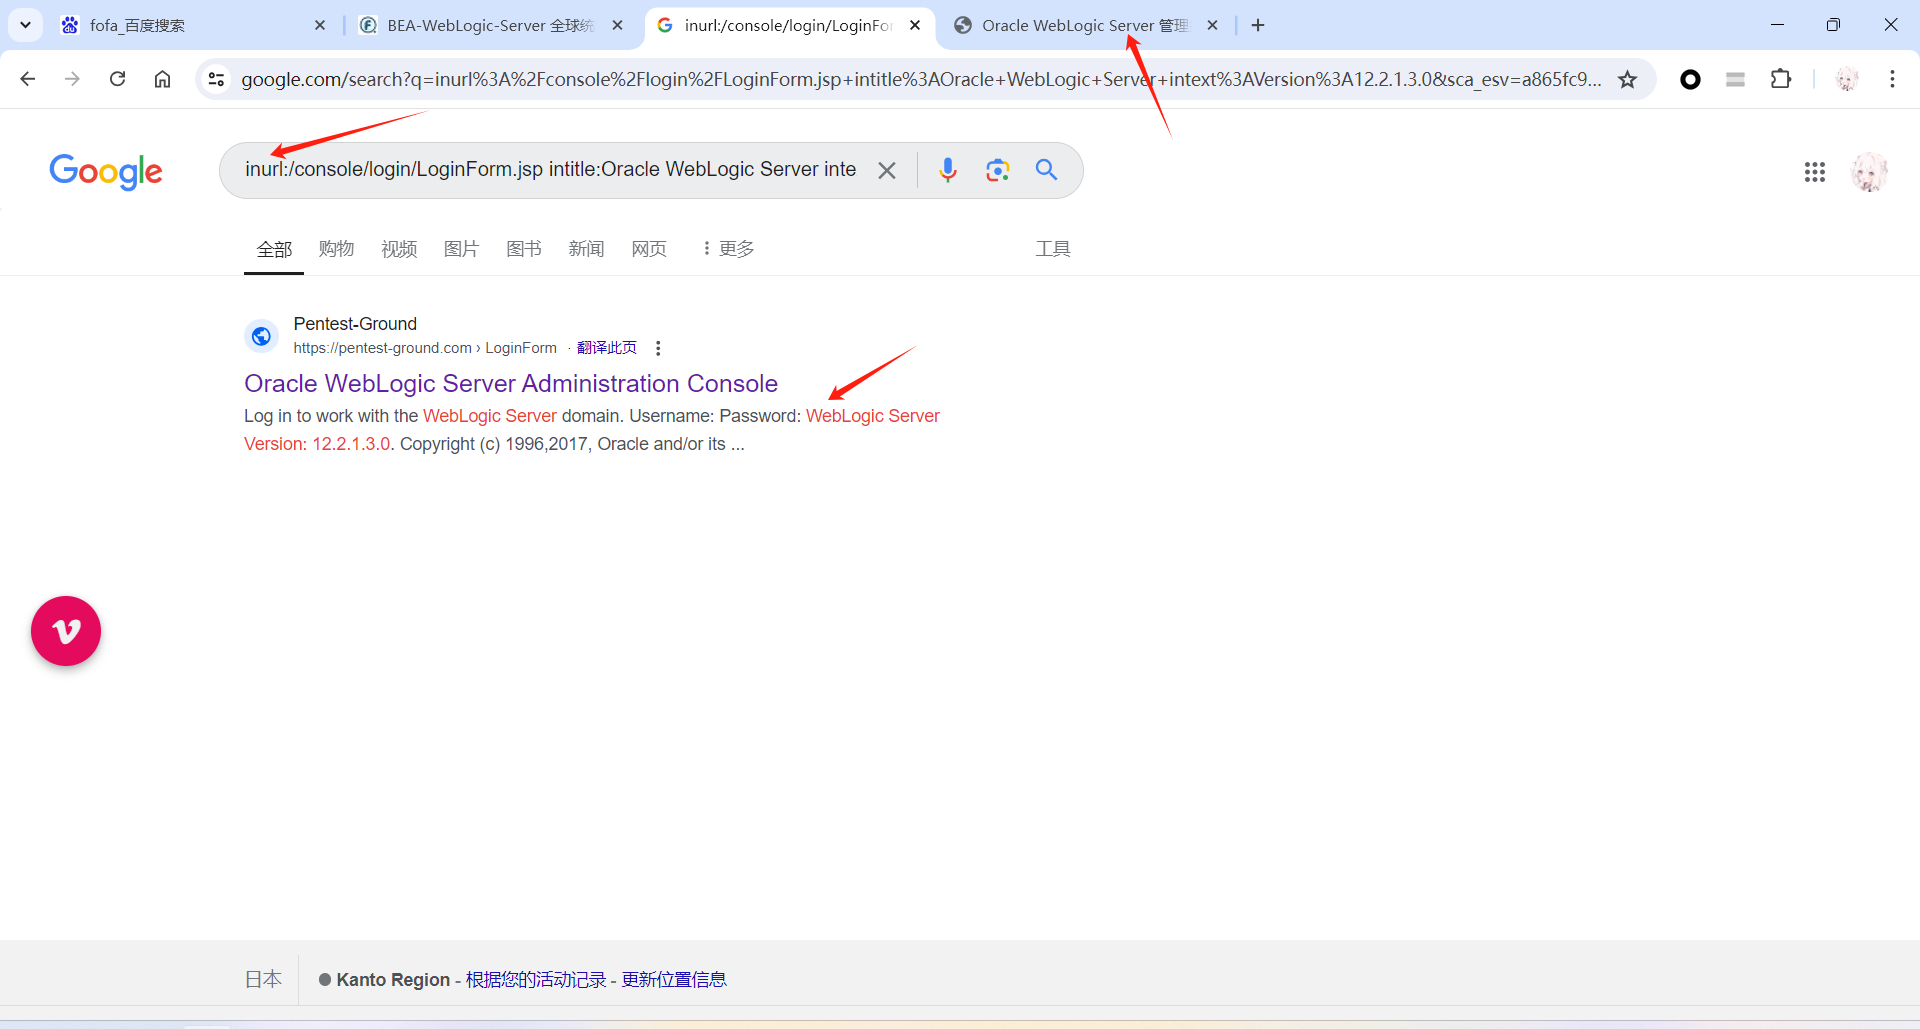 fofa_百度搜索
BEA-WebLogic-Server 全球统
inurl:/console/login/LoginFor
Oracle WebLogic Server 管理
google.com/search?q=inurl%3A%2Fconsole%2Flogin%2FLoginForm.jsp+intitle%3AOracle+WebLogic+Server+intext%3AVersion%3A12.2.1.3.0&sca_esv=a865fc9...
Google
inurl:/console/login/LoginForm.jsp intitle:Oracle WebLogic Server inte
全部 购物 视频 图片 图书 新闻 网页 更多 工具
Pentest-Ground
https://pentest-ground.com › LoginForm · 翻译此页
Oracle WebLogic Server Administration Console
Log in to work with the WebLogic Server domain. Username: Password: WebLogic Server
Version: 12.2.1.3.0. Copyright (c) 1996,2017, Oracle and/or its ...
日本
Kanto Region - 根据您的活动记录 - 更新位置信息